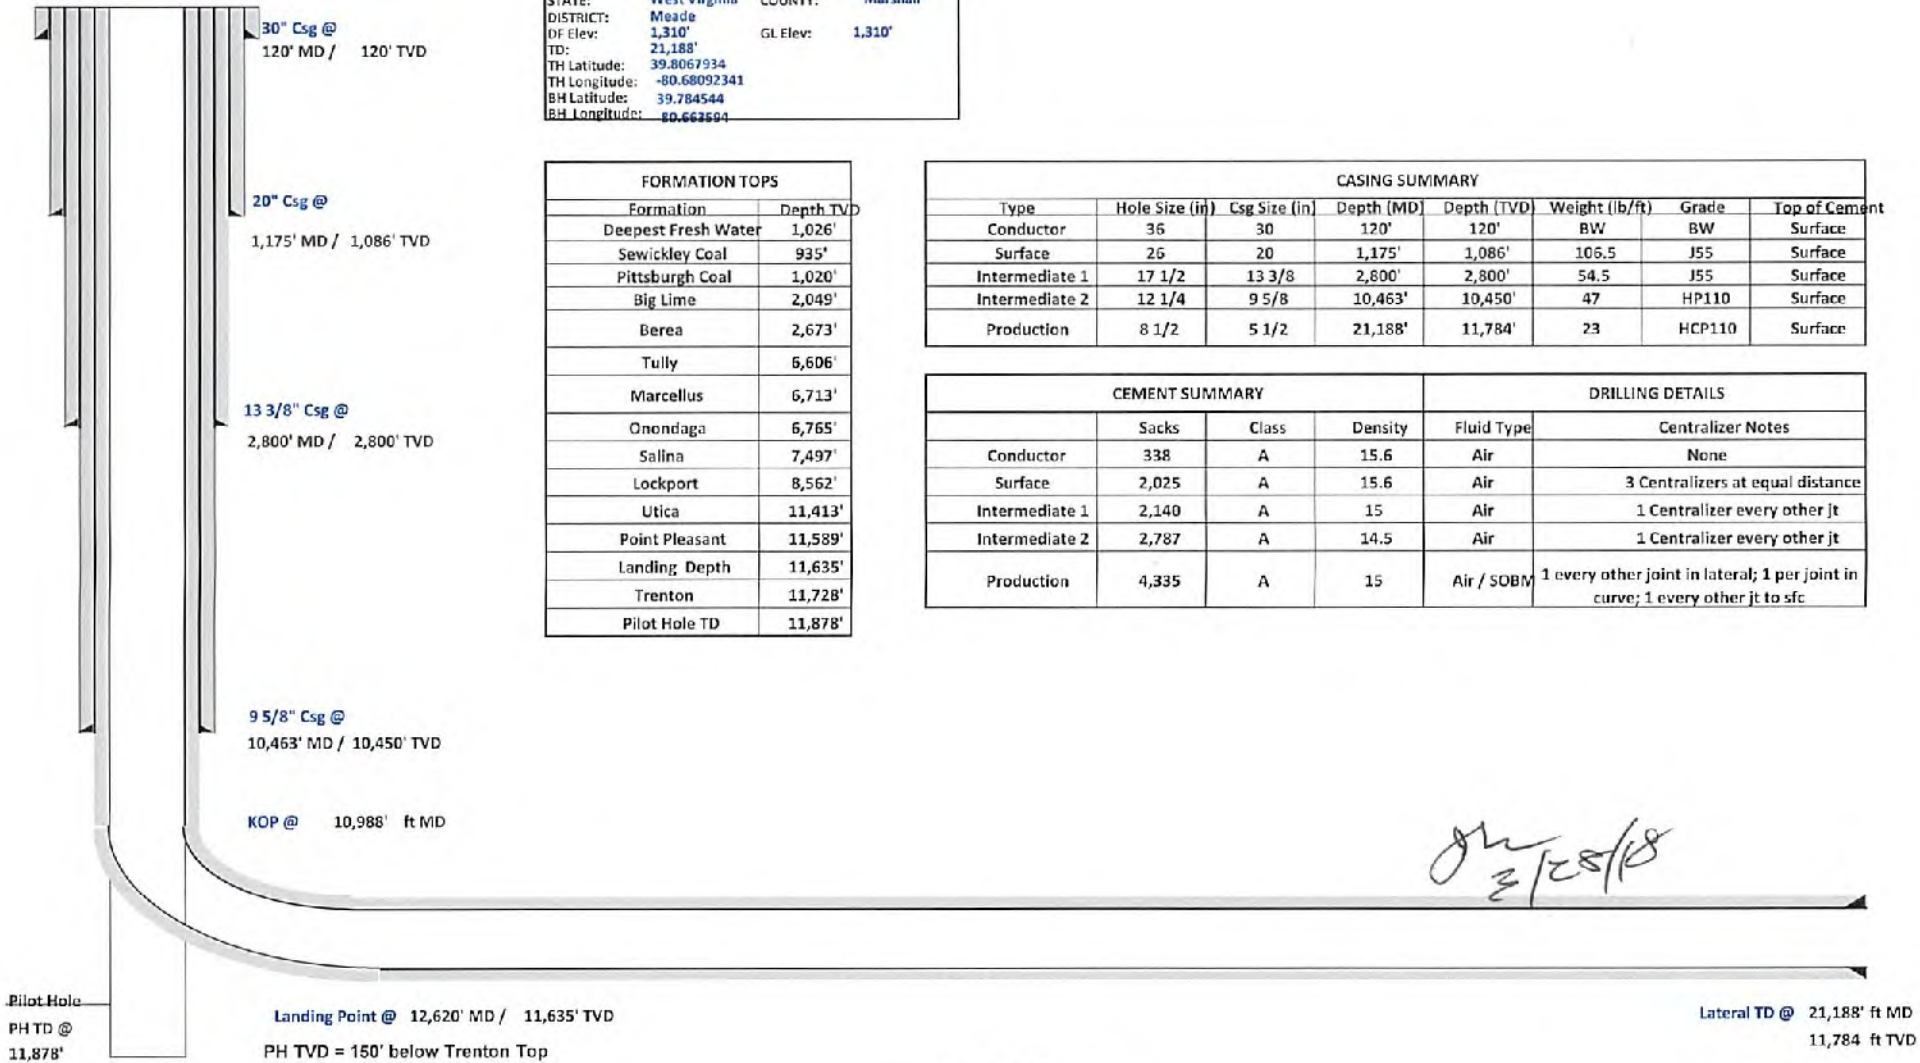 STATE: West Virginia COUNTY: Marshall
DISTRICT: Meade
DF Elev: 1,310' GL Elev: 1,310'
TD: 21,188'
TH Latitude: 39.8067934
TH Longitude: -80.68092341
BH Latitude: 39.784544
BH Longitude: 80.663594
30" Csg @
120' MD / 120' TVD
20" Csg @
1,175' MD / 1,086' TVD
13 3/8" Csg @
2,800' MD / 2,800' TVD
9 5/8" Csg @
10,463' MD / 10,450' TVD
KOP @ 10,988' ft MD
FORMATION TOPS
Formation Depth TVD
Deepest Fresh Water 1,026'
Sewickley Coal 935'
Pittsburgh Coal 1,020'
Big Lime 2,049'
Berea 2,673'
Tully 6,606'
Marcellus 6,713'
Onondaga 6,765'
Salina 7,497'
Lockport 8,562'
Utica 11,413'
Point Pleasant 11,589'
Landing Depth 11,635'
Trenton 11,728'
Pilot Hole TD 11,878'
CASING SUMMARY
Type Hole Size (in) Csg Size (in) Depth (MD) Depth (TVD) Weight (lb/ft) Grade Top of Cement
Conductor 36 30 120' 120' BW BW Surface
Surface 26 20 1,175' 1,086' 106.5 J55 Surface
Intermediate 1 17 1/2 13 3/8 2,800' 2,800' 54.5 J55 Surface
Intermediate 2 12 1/4 9 5/8 10,463' 10,450' 47 HP110 Surface
Production 8 1/2 5 1/2 21,188' 11,784' 23 HCP110 Surface
CEMENT SUMMARY DRILLING DETAILS
Sacks Class Density Fluid Type Centralizer Notes
Conductor 338 A 15.6 Air None
Surface 2,025 A 15.6 Air 3 Centralizers at equal distance
Intermediate 1 2,140 A 15 Air 1 Centralizer every other jt
Intermediate 2 2,787 A 14.5 Air 1 Centralizer every other jt
Production 4,335 A 15 Air / SOBM 1 every other joint in lateral; 1 per joint in
curve; 1 every other jt to sfc
Pilot Hole
PH TD @
11,878'
Landing Point @ 12,620' MD / 11,635' TVD
PH TVD = 150' below Trenton Top
Lateral TD @ 21,188' ft MD
11,784 ft TVD